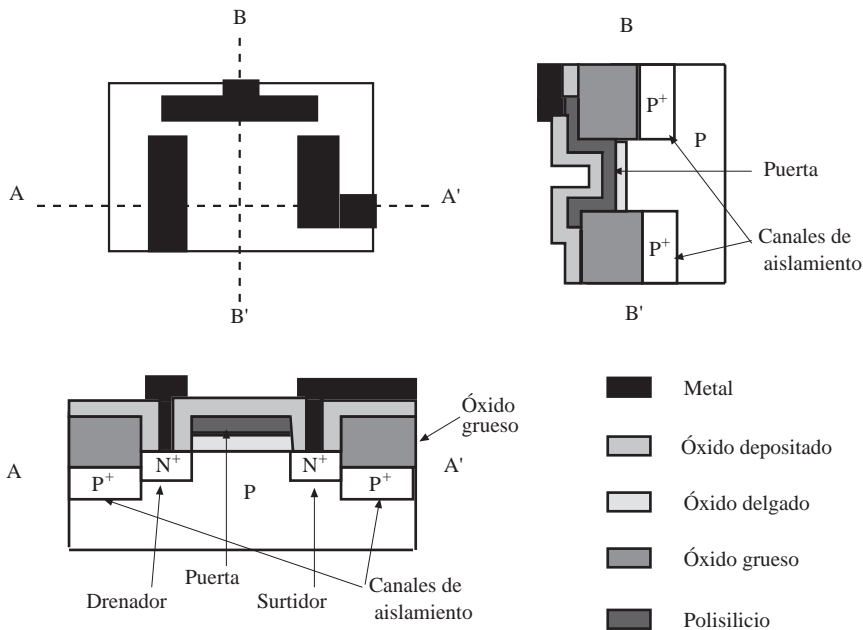 B
A
A'
B'
B
P+
P
Puerta
P+
Canales de
aislamiento
B'
A
Óxido
grueso
A'
N+
N+
P+
P
P+
Drenador
Puerta
Surtidor
Canales de
aislamiento
Metal
Óxido depositado
Óxido delgado
Óxido grueso
Polisilicio